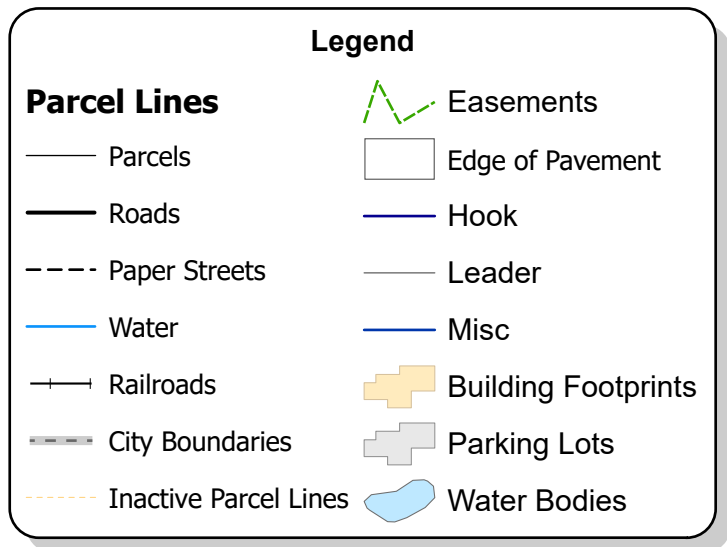 Legend
Parcel Lines
Parcels
Roads
Paper Streets
Water
Railroads
City Boundaries
Inactive Parcel Lines
Easements
Edge of Pavement
Hook
Leader
Misc
Building Footprints
Parking Lots
Water Bodies